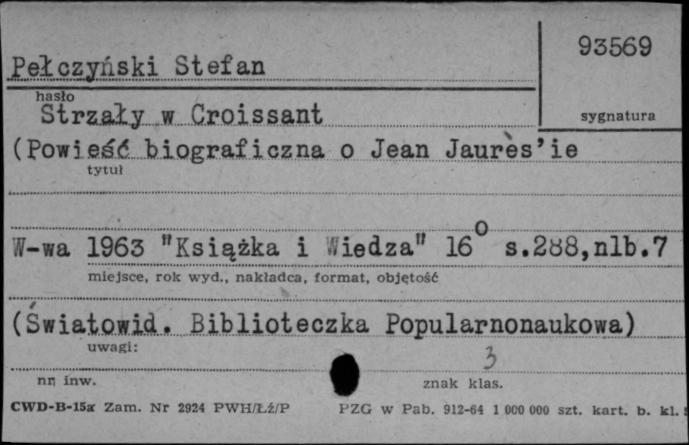 93569
Pełczyński Stefan
hasło
Strzały w Croissant
sygnatura
(Powieść biograficzna o Jean Jaurès'ie
tytuł
W-wa 1963 "Książka i Wiedza" 16° s.288,nlb.7
miejsce, rok wyd., nakładca, format, objętość
(Światowid. Biblioteczka Popularnonaukowa)
uwagi:
3
nr inw.
znak klas.
CWD-B-15a Zam. Nr 2924 PWH/Łź/P PZG w Pab. 912-64 1 000 000 szt. kart. b. kl.